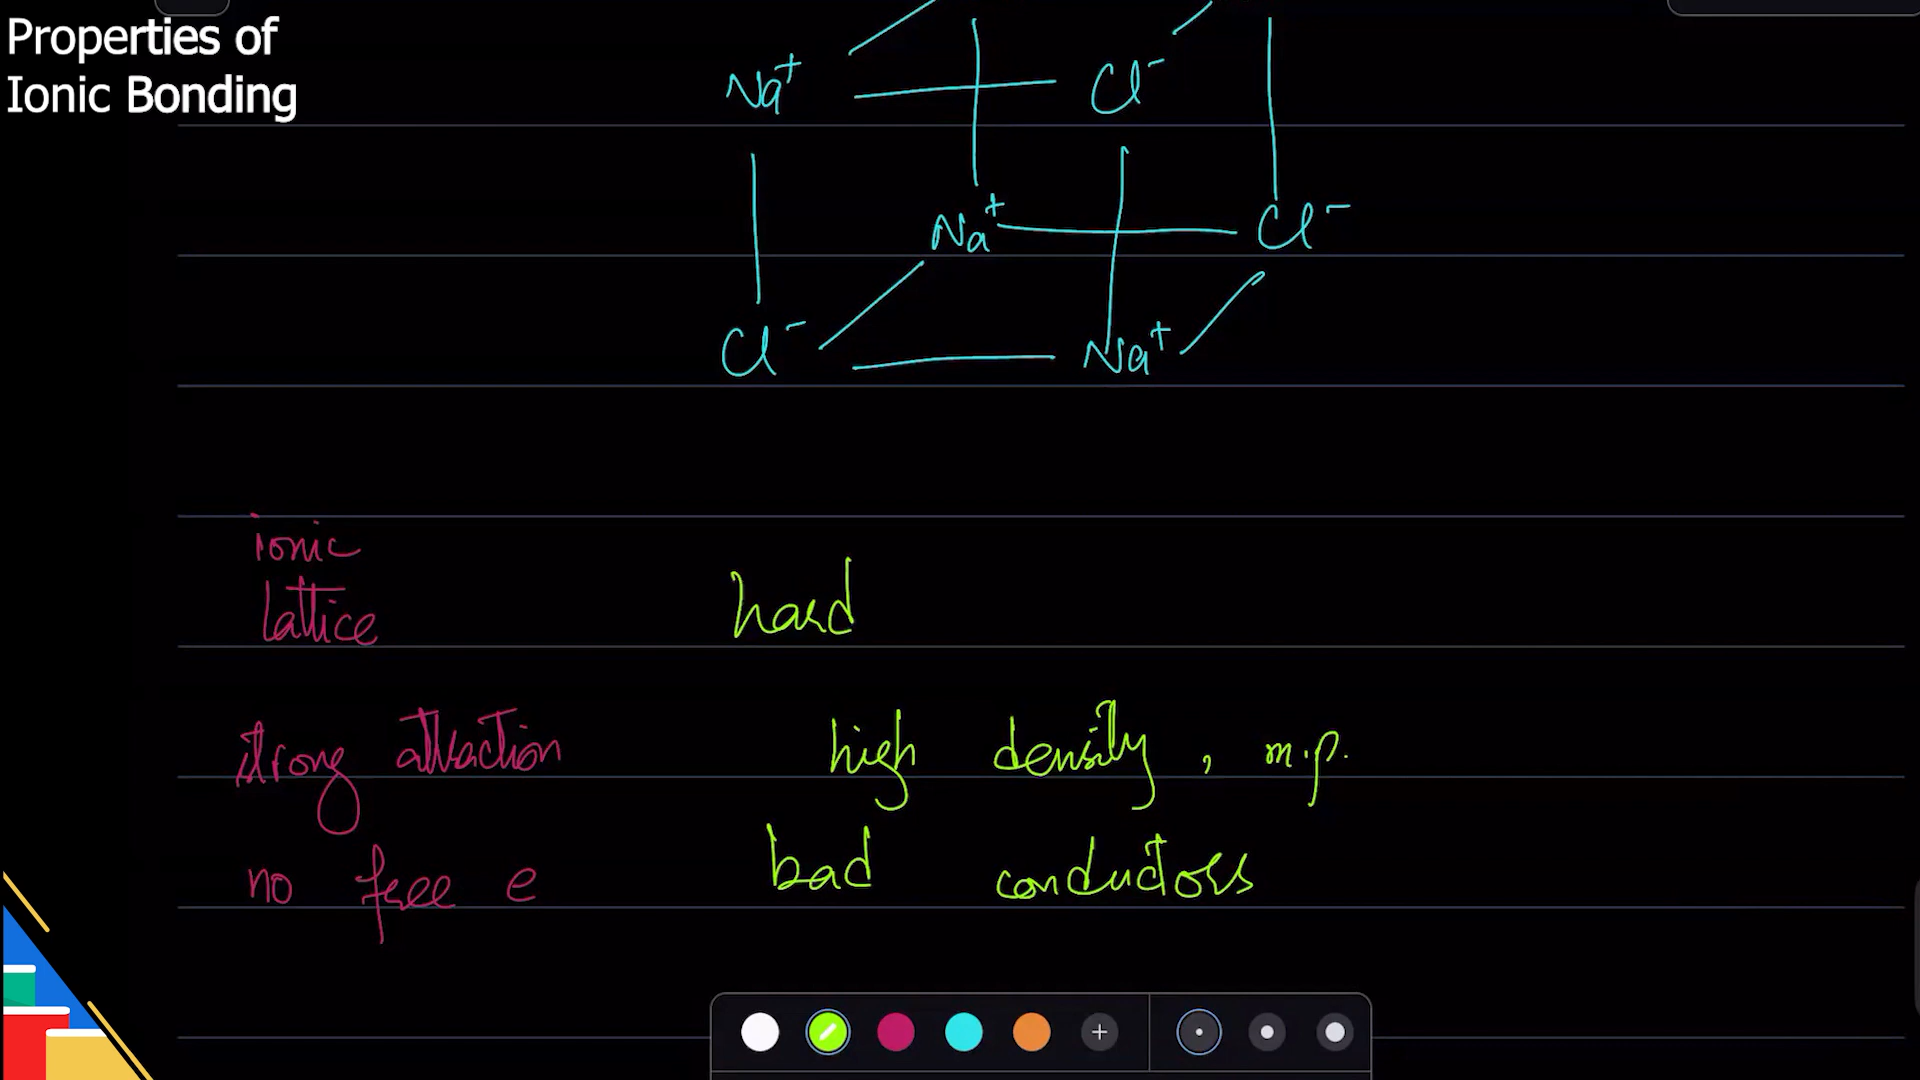 Properties of
Ionic Bonding
Na⁺ Cl⁻
Na⁺ Cl⁻
Cl⁻ Na⁺
ionic
lattice hard
strong attraction high density, m.p.
no free e bad conductors